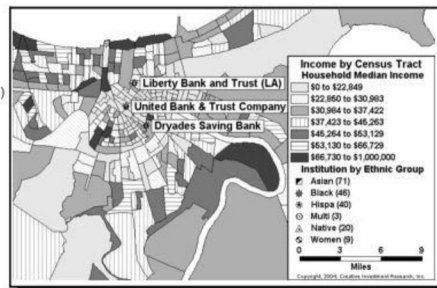 )
Liberty Bank and Trust (LA)
United Bank & Trust Company
Dryades Saving Bank
Income by Census Tract
Household Median Income
$0 to $22,849
$22,850 to $30,983
$30,984 to $37,422
$37,423 to $45,263
$45,264 to $53,129
$53,130 to $66,729
$66,730 to $1,000,000
Institution by Ethnic Group
Asian (71)
Black (46)
Hispa (40)
Multi (3)
Native (20)
Women (9)
0 3 6 9
Miles
Copyright, 2004, Creative Investment Research, Inc.